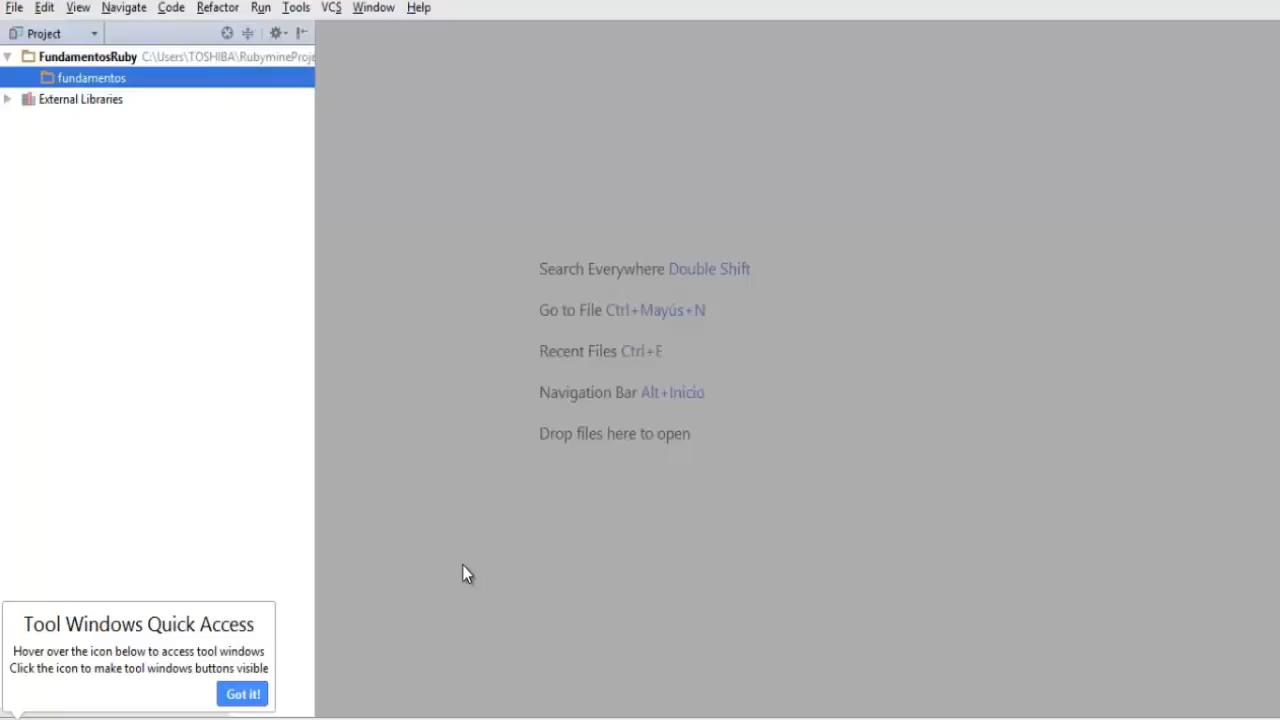 File Edit View Navigate Code Refactor Run Tools VCS Window Help
Project
FundamentosRuby C:\Users\TOSHIBA\RubymineProje
fundamentos
External Libraries
Search Everywhere Double Shift
Go to File Ctrl+Mayús+N
Recent Files Ctrl+E
Navigation Bar Alt+Inicio
Drop files here to open
Tool Windows Quick Access
Hover over the icon below to access tool windows
Click the icon to make tool windows buttons visible
Got it!